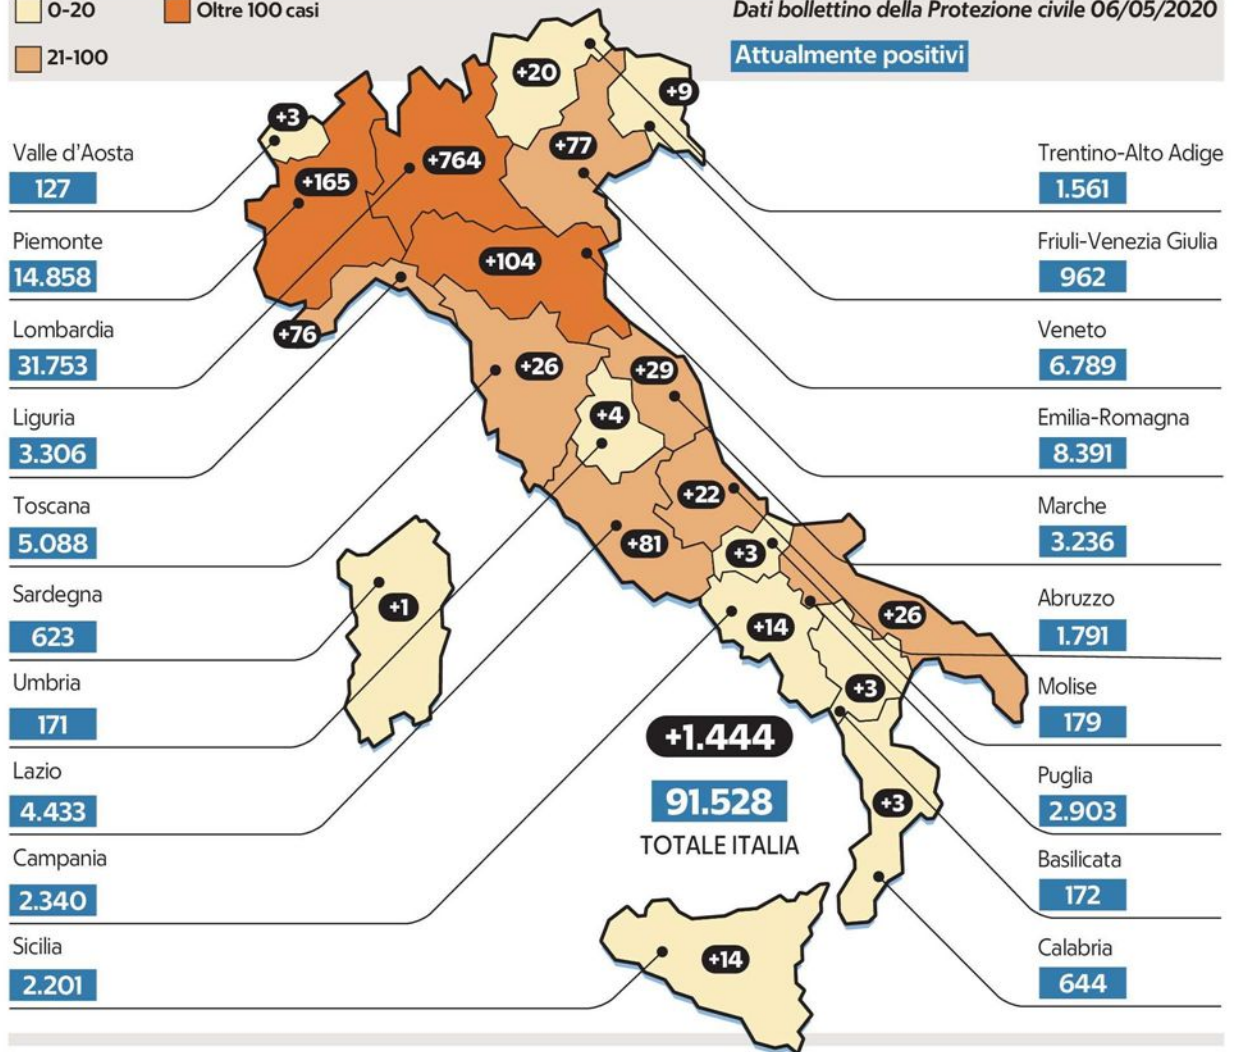 0-20
Oltre 100 casi
21-100
Dati bollettino della Protezione civile 06/05/2020
Attualmente positivi
Valle d'Aosta
127
Piemonte
14.858
Lombardia
31.753
Liguria
3.306
Toscana
5.088
Sardegna
623
Umbria
171
Lazio
4.433
Campania
2.340
Sicilia
2.201
+3
+20
+9
+165
+764
+77
+104
+76
+26
+29
+4
+22
+81
+3
+1
+14
+26
+3
+3
+14
+1.444
91.528
TOTALE ITALIA
Trentino-Alto Adige
1.561
Friuli-Venezia Giulia
962
Veneto
6.789
Emilia-Romagna
8.391
Marche
3.236
Abruzzo
1.791
Molise
179
Puglia
2.903
Basilicata
172
Calabria
644